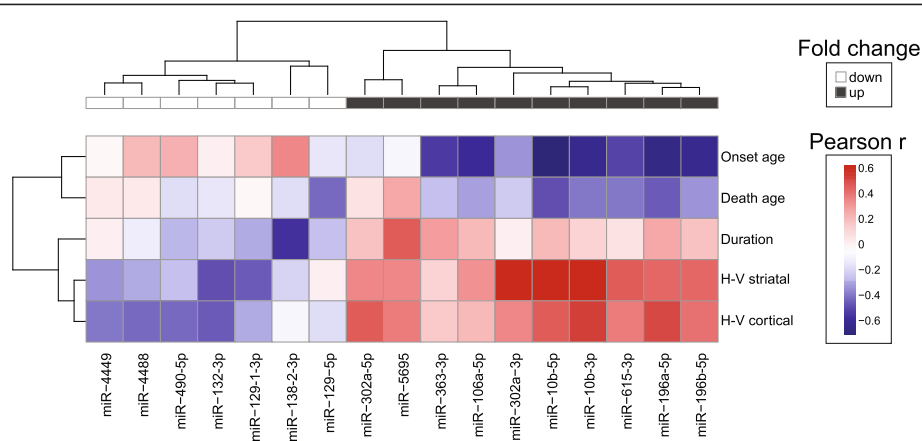 Fold change
down
up
Pearson r
0.6
0.4
0.2
0
−0.2
−0.4
−0.6
Onset age
Death age
Duration
H-V striatal
H-V cortical
miR−4449
miR−4488
miR−490-5p
miR−132-3p
miR−129-1-3p
miR−138-2-3p
miR−129−5p
miR−302a-5p
miR−5695
miR−363-3p
miR−106a-5p
miR−302a−3p
miR−10b-5p
miR−10b-3p
miR−615-3p
miR−196a-5p
miR−196b-5p